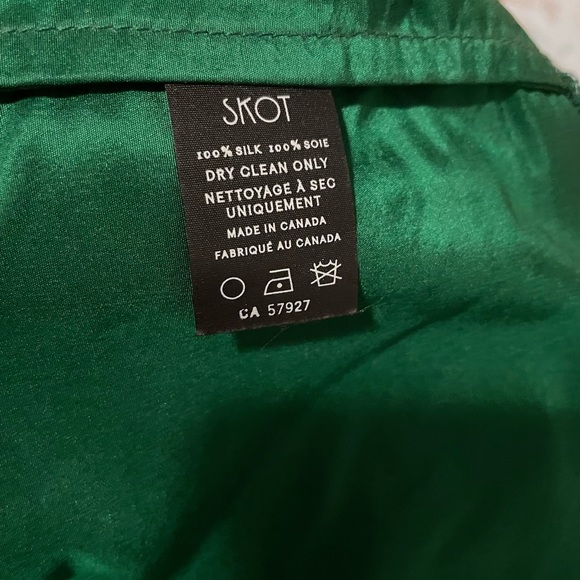 SKOT
100% SILK 100% SOIE
DRY CLEAN ONLY
NETTOYAGE À SEC
UNIQUEMENT
MADE IN CANADA
FABRIQUÉ AU CANADA
CA 57927